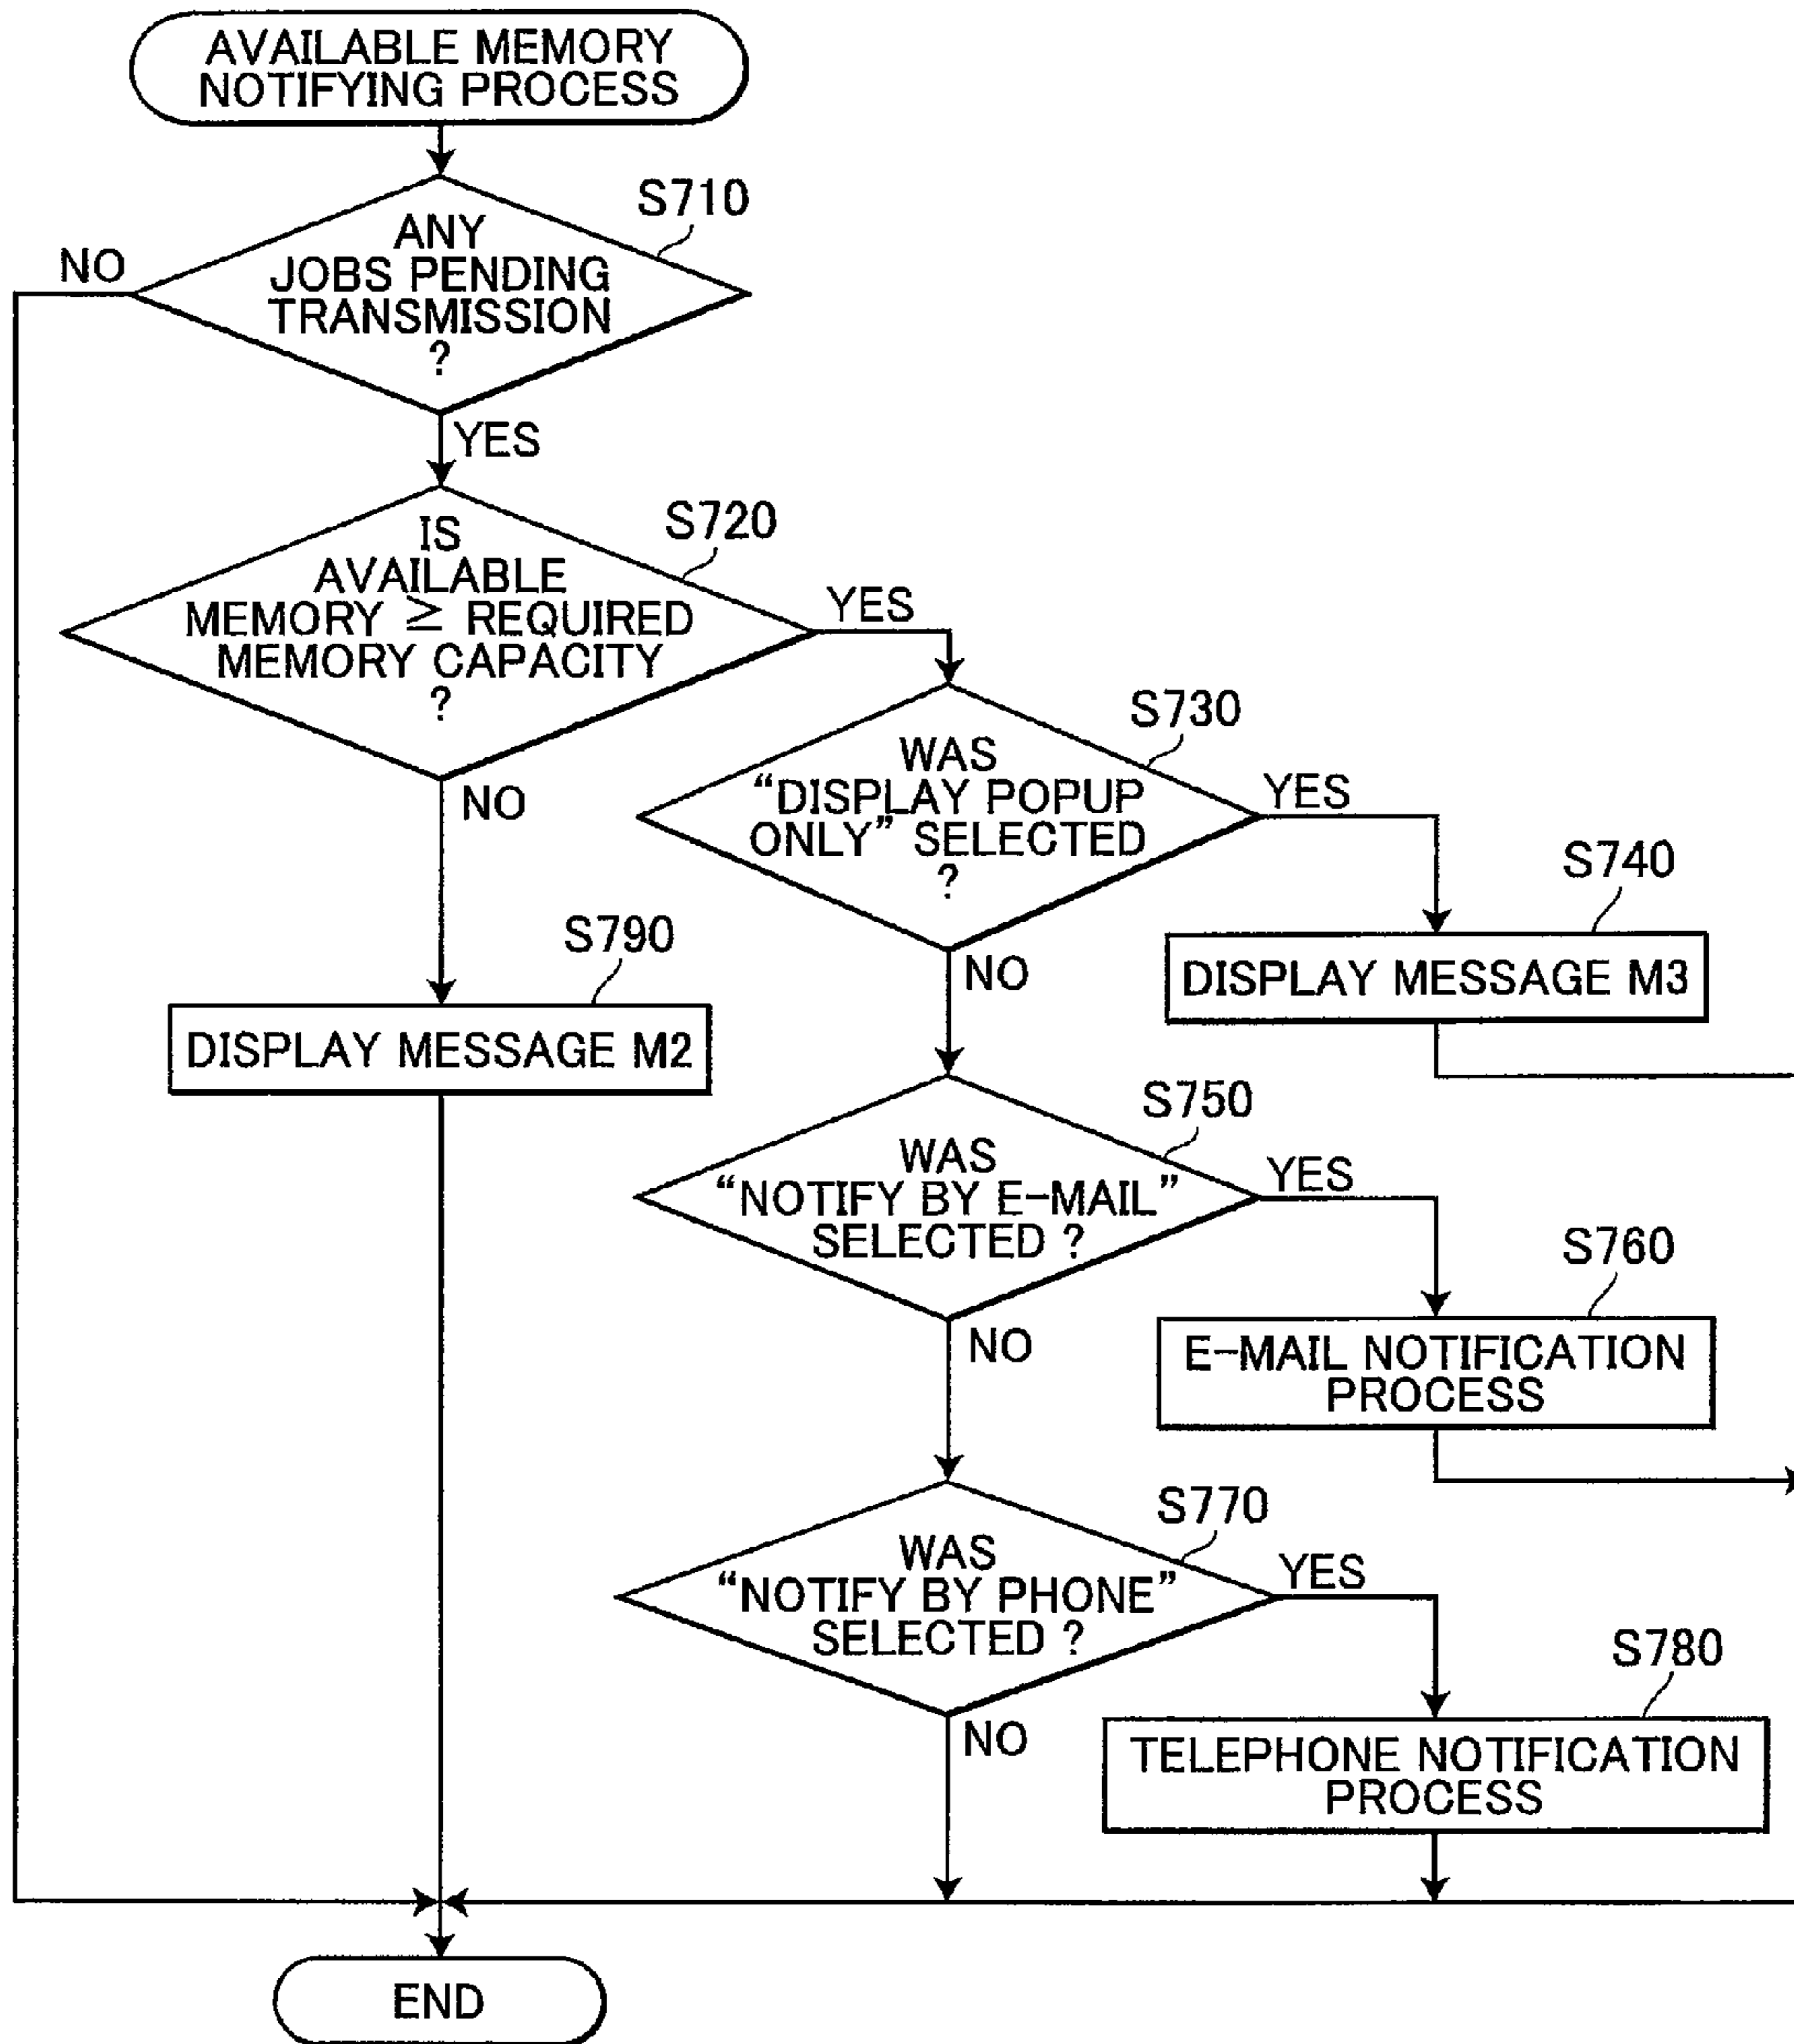 AVAILABLE MEMORY
NOTIFYING PROCESS
S710
ANY
JOBS PENDING
TRANSMISSION
?
NO
YES
S720
IS
AVAILABLE
MEMORY ≧ REQUIRED
MEMORY CAPACITY
?
YES
NO
S730
WAS
“DISPLAY POPUP
ONLY” SELECTED
?
YES
NO
S740
DISPLAY MESSAGE M3
S790
DISPLAY MESSAGE M2
S750
WAS
“NOTIFY BY E-MAIL”
SELECTED ?
YES
NO
S760
E-MAIL NOTIFICATION
PROCESS
S770
WAS
“NOTIFY BY PHONE”
SELECTED ?
YES
NO
S780
TELEPHONE NOTIFICATION
PROCESS
END